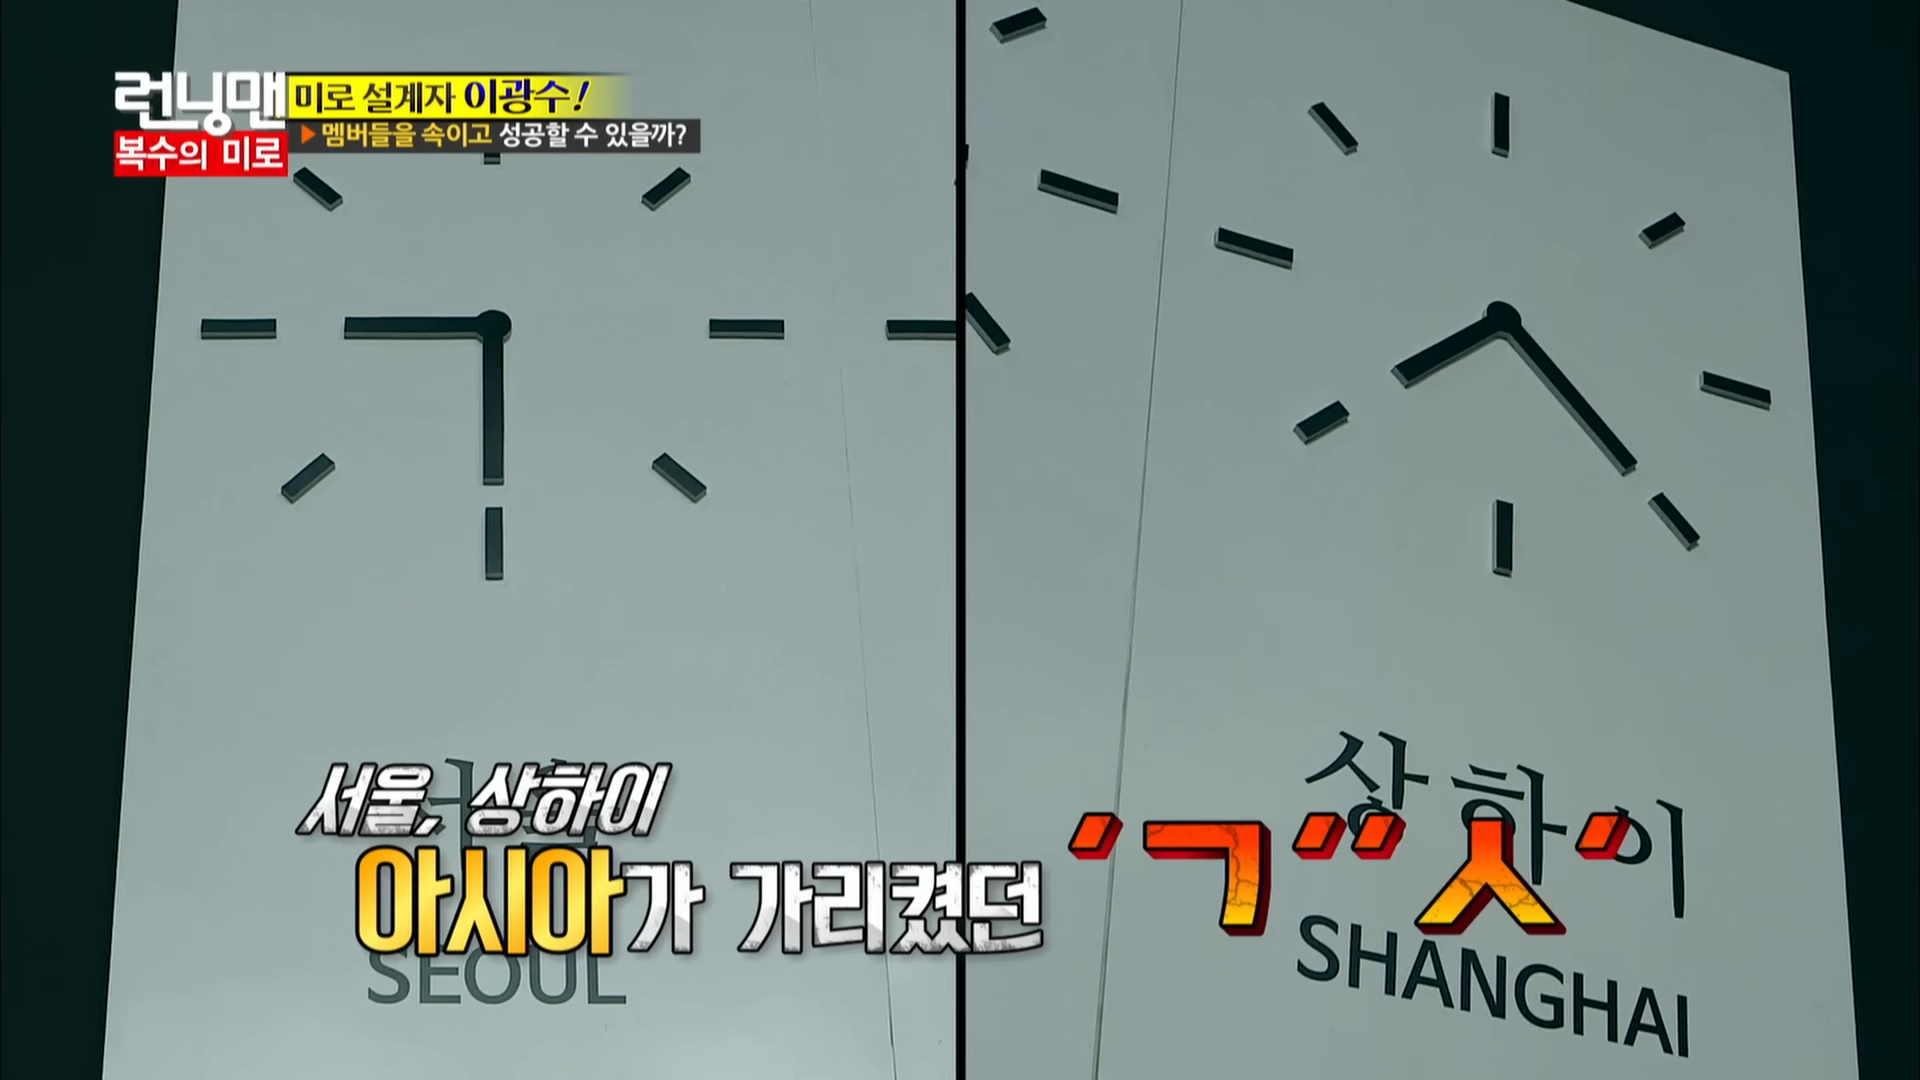 런닝맨
복수의 미로
미로 설계자 이광수!
▶ 멤버들을 속이고 성공할 수 있을까?
서울, 상하이
아시아가 가리켰던 'ㄱ''ㅅ'
SEOUL
상하이
SHANGHAI